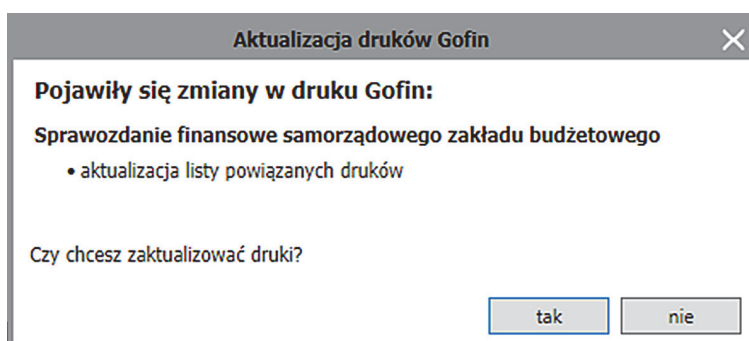 Aktualizacja druków Gofin
Pojawiły się zmiany w druku Gofin:
Sprawozdanie finansowe samorządowego zakładu budżetowego
• aktualizacja listy powiązanych druków
Czy chcesz zaktualizować druki?
tak nie